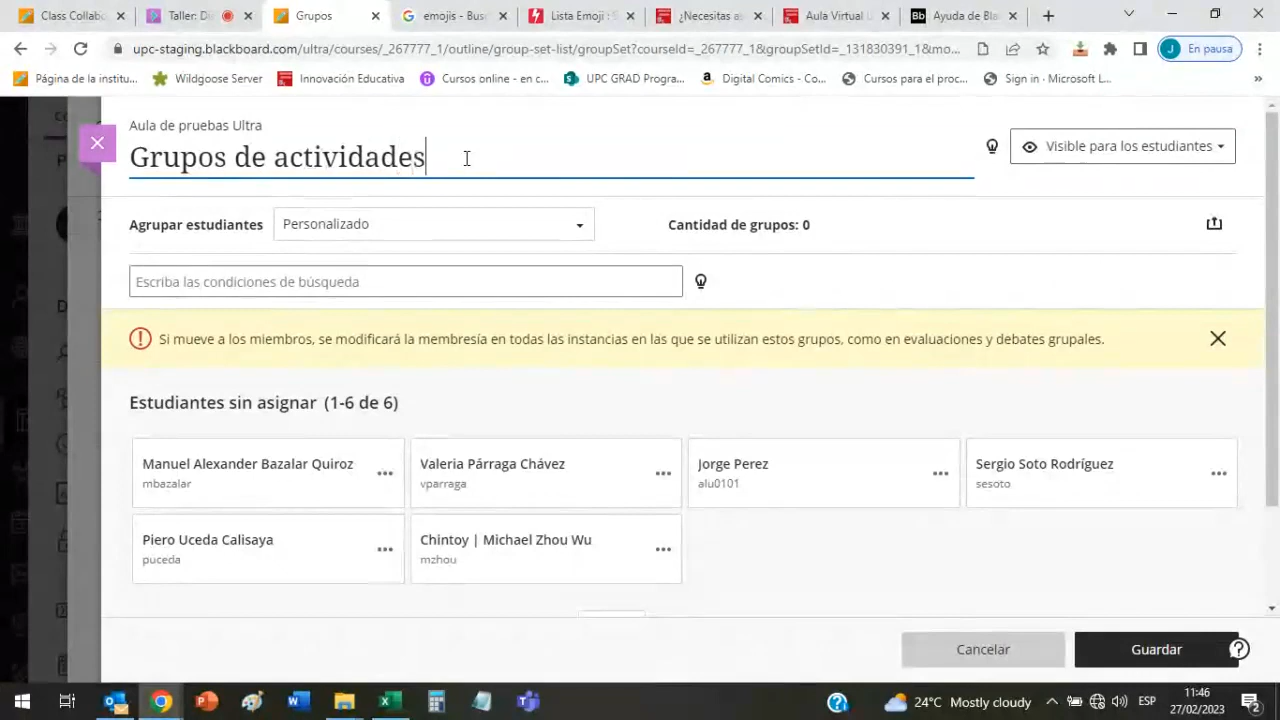 Class Collabo
Taller: D
Grupos
emojis - Bus
Lista Emoji :
¿Necesitas a
Aula Virtual U
Bb
Ayuda de Bla
upc-staging.blackboard.com/ultra/courses/_267777_1/outline/group-set-list/groupSet?courseId=_267777_1&groupSetId=_131830391_1&mo...
J En pausa
Página de la institu...
Wildgoose Server
Innovación Educativa
Cursos online - en c...
UPC GRAD Progra...
Digital Comics - Co...
Cursos para el proc...
Sign in - Microsoft L...
»
Aula de pruebas Ultra
Grupos de actividades
Visible para los estudiantes
Agrupar estudiantes
Personalizado
Cantidad de grupos: 0
Escriba las condiciones de búsqueda
Si mueve a los miembros, se modificará la membresía en todas las instancias en las que se utilizan estos grupos, como en evaluaciones y debates grupales.
Estudiantes sin asignar (1-6 de 6)
Manuel Alexander Bazalar Quiroz
mbazalar
Valeria Párraga Chávez
vparraga
Jorge Perez
alu0101
Sergio Soto Rodríguez
sesoto
Piero Uceda Calisaya
puceda
Chintoy | Michael Zhou Wu
mzhou
Cancelar
Guardar
24°C Mostly cloudy
ESP
11:46
27/02/2023
2